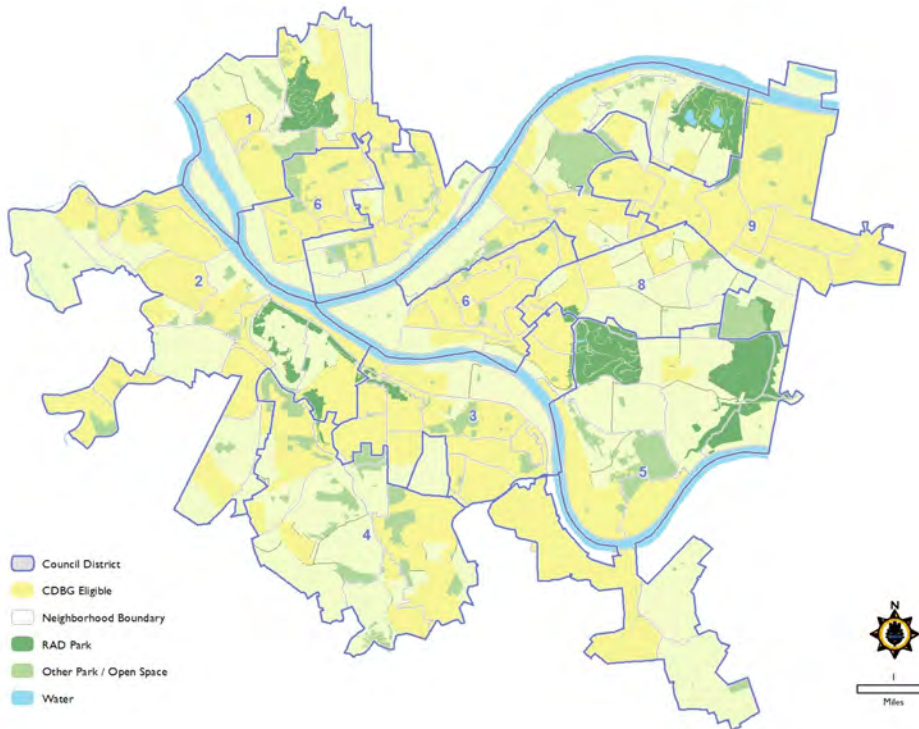 1
6
7
9
2
6
8
3
5
4
Council District
CDBG Eligible
Neighborhood Boundary
RAD Park
Other Park / Open Space
Water
N
1
Miles